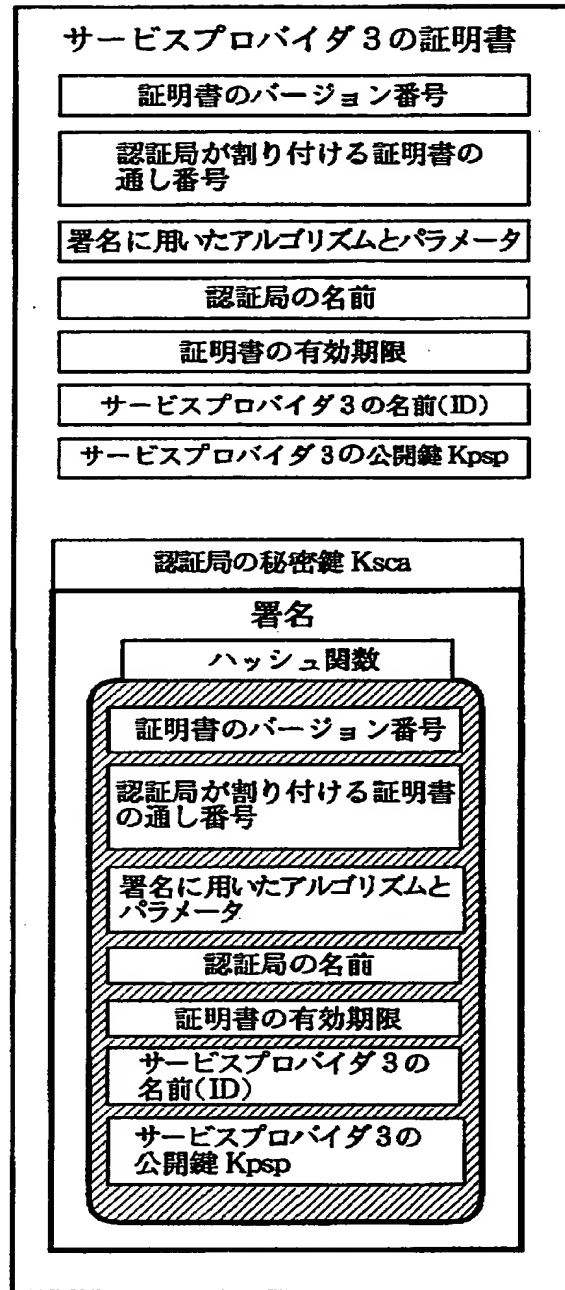 サービスプロバイダ3の証明書
証明書のバージョン番号
認証局が割り付ける証明書の
通し番号
署名に用いたアルゴリズムとパラメータ
認証局の名前
証明書の有効期限
サービスプロバイダ3の名前(ID)
サービスプロバイダ3の公開鍵 Kpsp
認証局の秘密鍵 Ksca
署名
ハッシュ関数
証明書のバージョン番号
認証局が割り付ける証明書
の通し番号
署名に用いたアルゴリズムと
パラメータ
認証局の名前
証明書の有効期限
サービスプロバイダ3の
名前(ID)
サービスプロバイダ3の
公開鍵 Kpsp